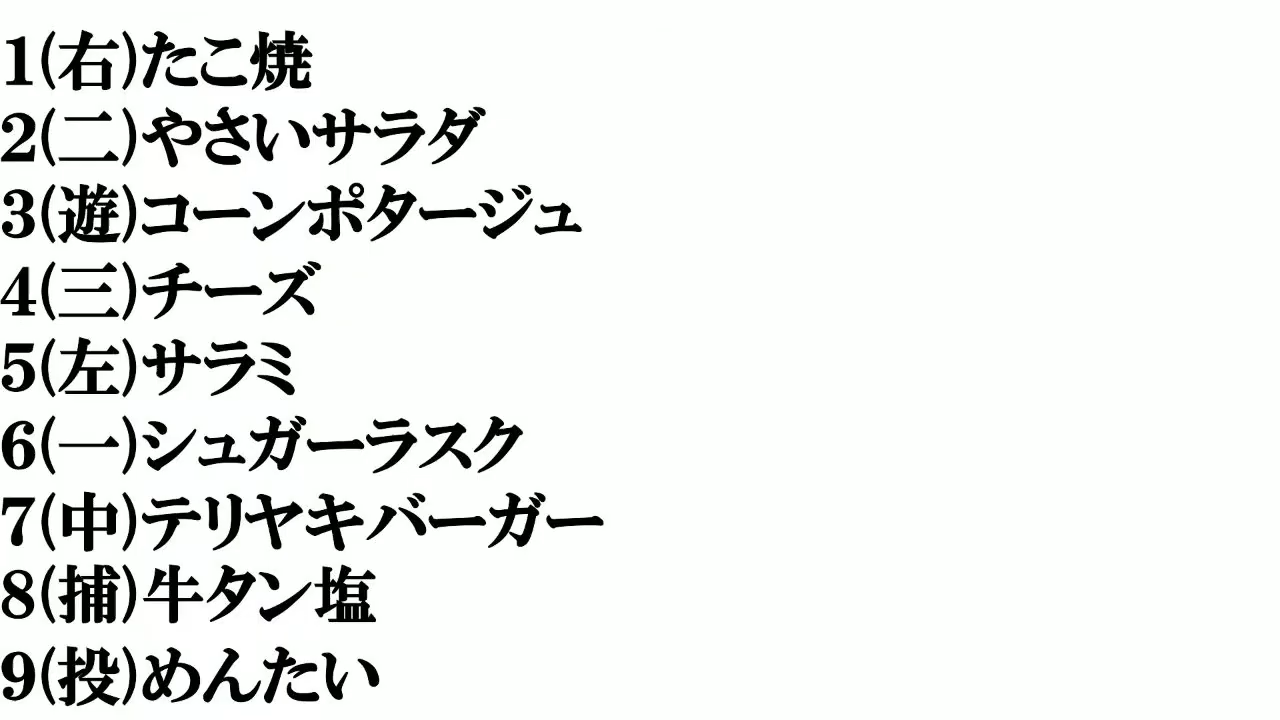 1(右)たこ焼
2(二)やさいサラダ
3(遊)コーンポタージュ
4(三)チーズ
5(左)サラミ
6(一)シュガーラスク
7(中)テリヤキバーガー
8(捕)牛タン塩
9(投)めんたい